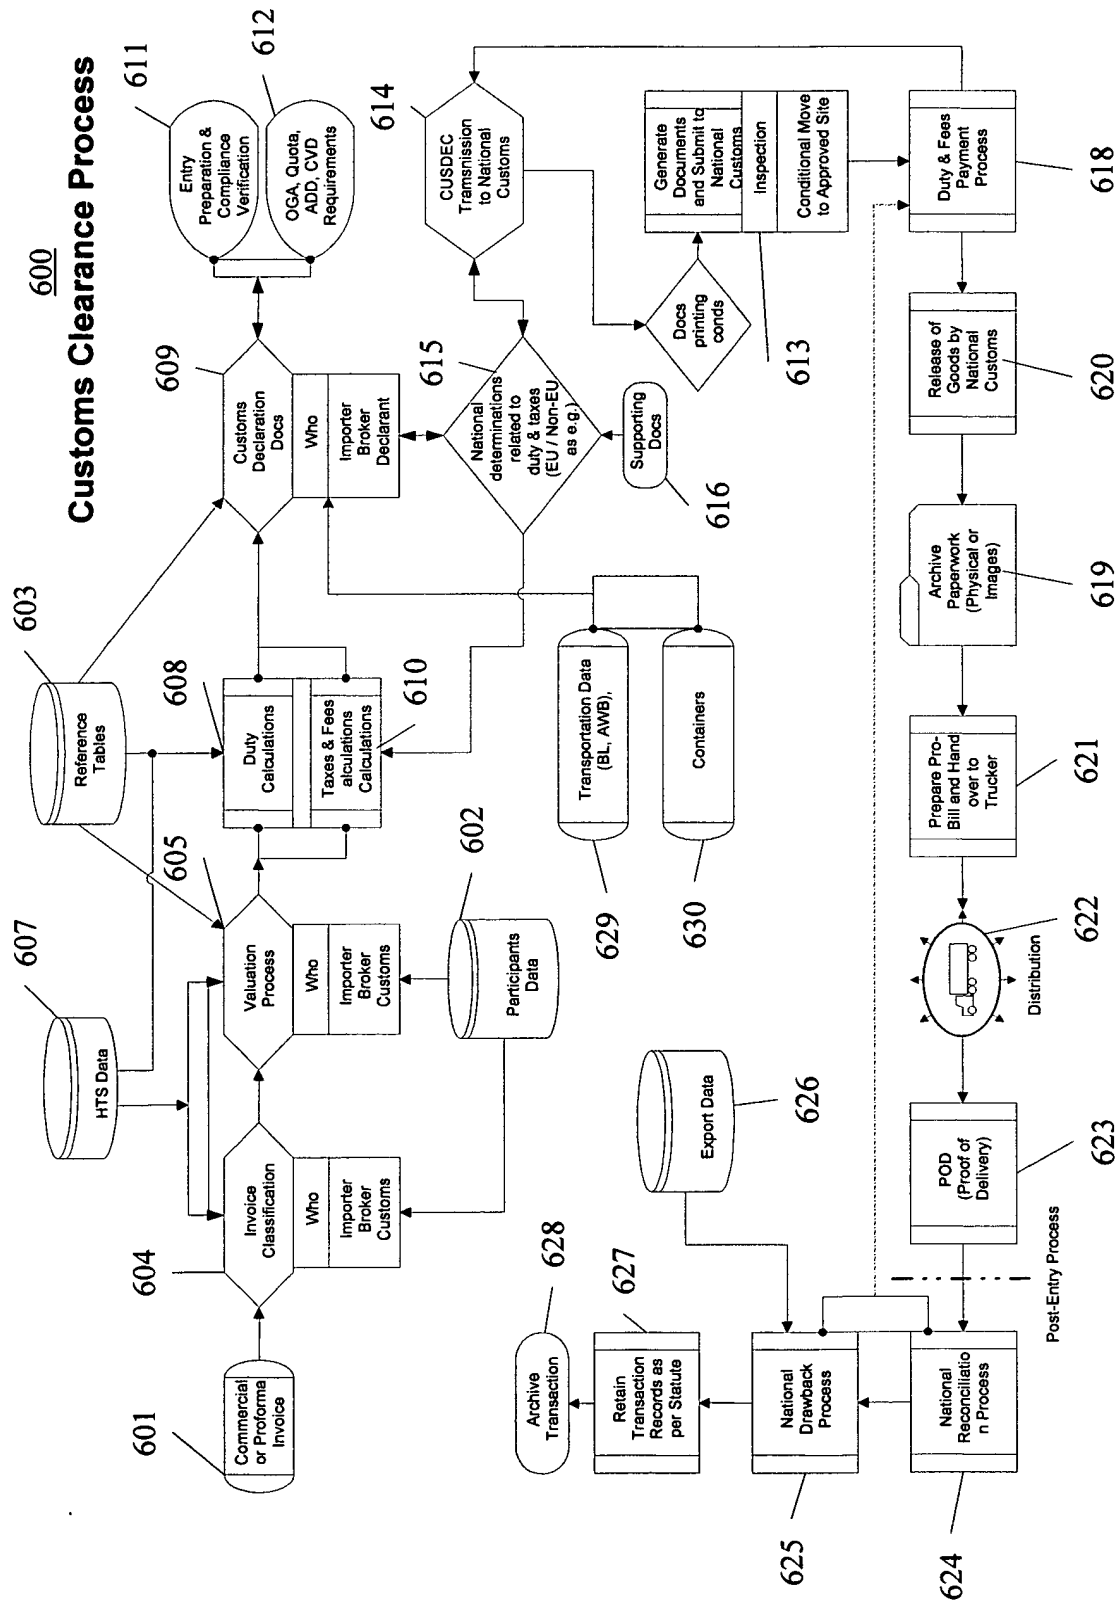 600
Customs Clearance Process
601
Commercial
or Proforma
Invoice
604
Invoice
Classification
Who
Importer
Broker
Customs
607
HTS Data
605
Valuation
Process
Who
Importer
Broker
Customs
602
Participants
Data
603
Reference
Tables
608
Duty
Calculations
Taxes & Fees
alculations
Calculations
610
609
Customs
Declaration
Docs
Who
Importer
Broker
Declarant
611
Entry
Preparation &
Compliance
Verification
612
OGA, Quota,
ADD, CVD
Requirements
614
CUSDEC
Tramsnission
to National
Customs
615
National
determinations
related to
duty & taxes
(EU / Non-EU
as e.g.)
Supporting
Docs
616
Docs
printing
conds
Generate
Documents
and Submit to
National
Customs
Inspection
Conditional Move
to Approved Site
613
Transportation Data
(BL, AWB),
629
Containers
630
Duty & Fees
Payment
Process
618
Release of
Goods by
National
Customs
620
Archive
Paperwork
(Physical or
Images)
619
Prepare Pro-
Bill and Hand
over to
Trucker
621
622
Distribution
POD
(Proof of
Delivery)
623
Post-Entry Process
National
Reconciliatio
n Process
624
National
Drawback
Process
625
Export Data
626
Retain
Transaction
Records as
per Statute
627
Archive
Transaction
628